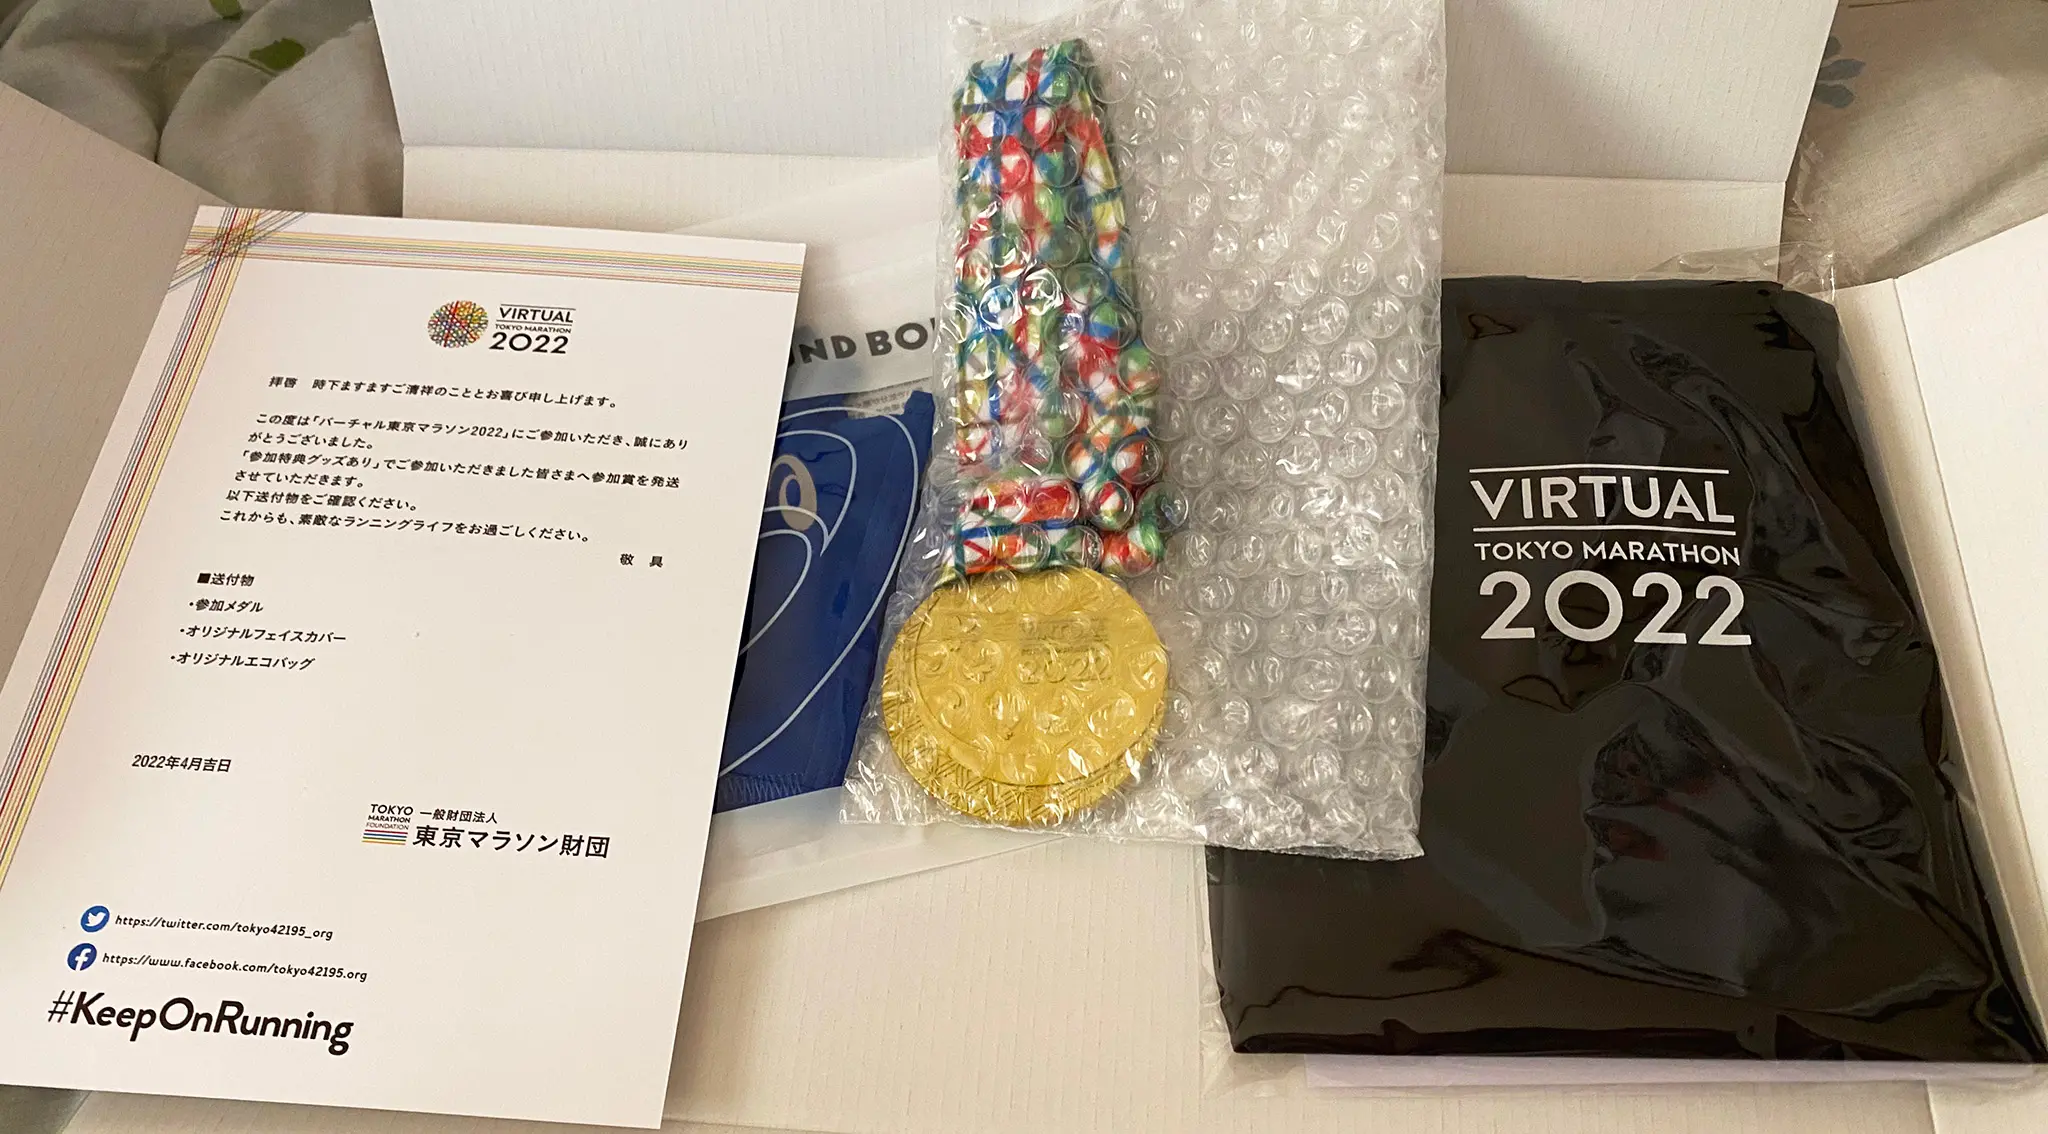 VIRTUAL
TOKYO MARATHON
2022
拝啓　時下ますますご清祥のこととお喜び申し上げます。
この度は「バーチャル東京マラソン2022」にご参加いただき、誠にあり
がとうございました。
「参加特典グッズあり」でご参加いただきました皆さまへ参加賞を発送
させていただきます。
以下送付物をご確認ください。
これからも、素敵なランニングライフをお過ごしください。
敬　具
■送付物
・参加メダル
・オリジナルフェイスカバー
・オリジナルエコバッグ
2022年4月吉日
TOKYO
MARATHON
FOUNDATION
一般財団法人
東京マラソン財団
https://twitter.com/tokyo42195_org
https://www.facebook.com/tokyo42195.org
#KeepOnRunning
VIRTUAL
2022
VIRTUAL
TOKYO MARATHON
2022